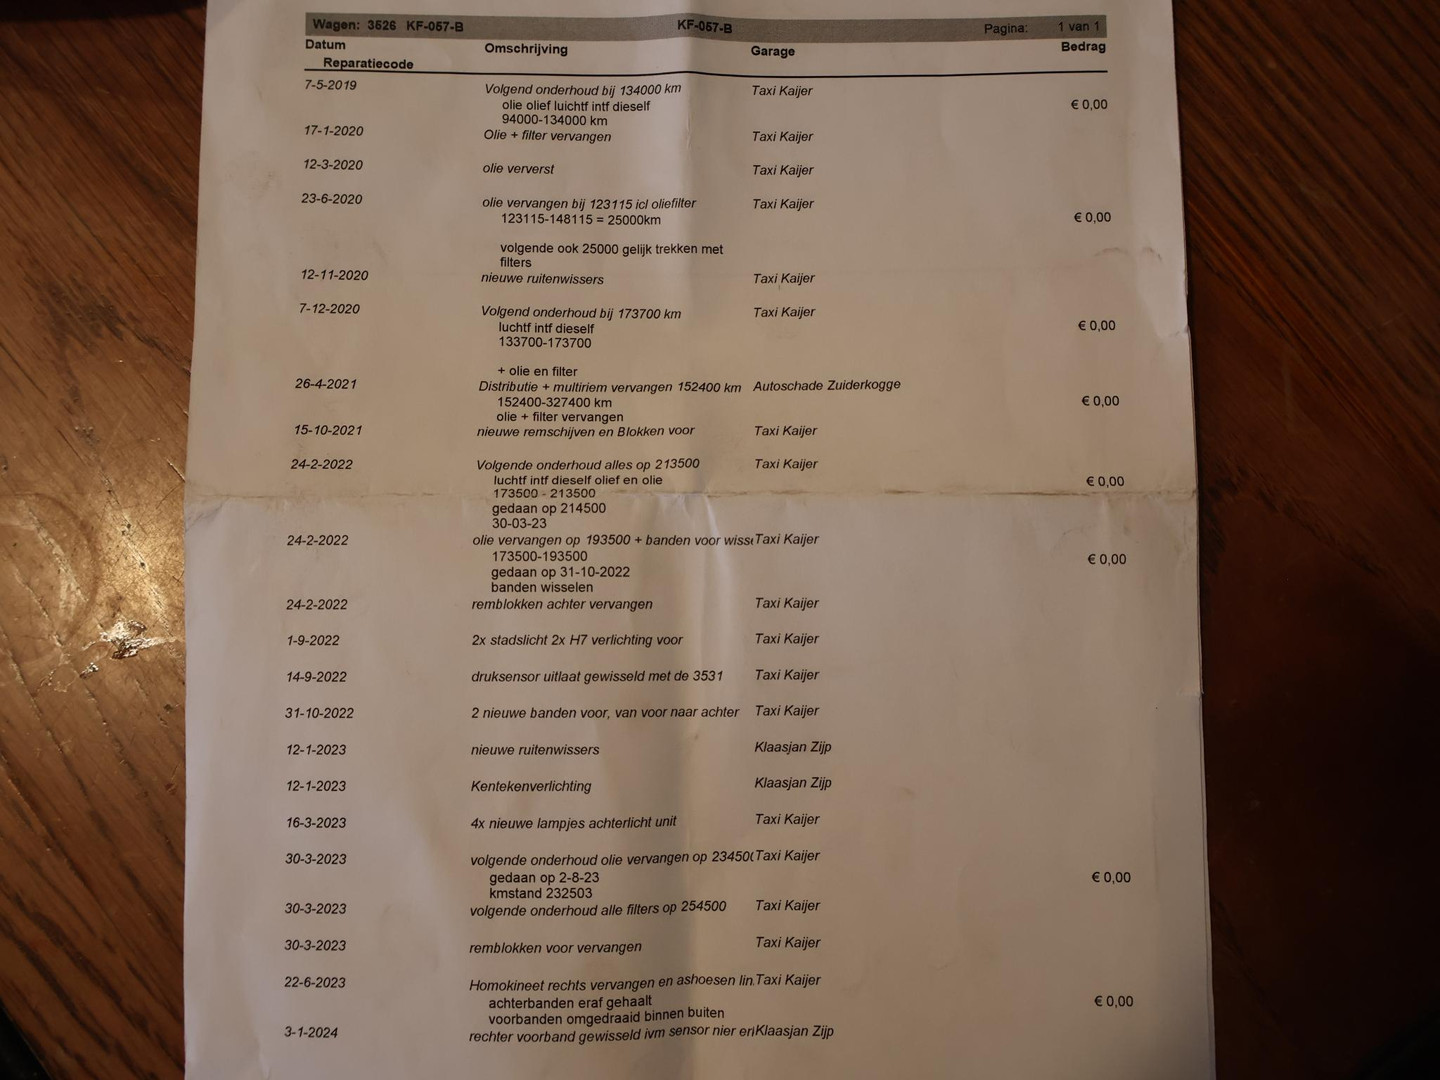 Wagen: 3526 KF-057-B KF-057-B Pagina: 1 van 1
Datum Omschrijving Garage Bedrag
Reparatiecode
7-5-2019 Volgend onderhoud bij 134000 km Taxi Kaijer
olie olief luichtf intf dieself € 0,00
94000-134000 km
17-1-2020 Olie + filter vervangen Taxi Kaijer
12-3-2020 olie ververst Taxi Kaijer
23-6-2020 olie vervangen bij 123115 icl oliefilter Taxi Kaijer
123115-148115 = 25000km € 0,00
volgende ook 25000 gelijk trekken met
filters
12-11-2020 nieuwe ruitenwissers Taxi Kaijer
7-12-2020 Volgend onderhoud bij 173700 km Taxi Kaijer
luchtf intf dieself € 0,00
133700-173700
+ olie en filter
26-4-2021 Distributie + multiriem vervangen 152400 km Autoschade Zuiderkogge
152400-327400 km € 0,00
olie + filter vervangen
15-10-2021 nieuwe remschijven en Blokken voor Taxi Kaijer
24-2-2022 Volgende onderhoud alles op 213500 Taxi Kaijer
luchtf intf dieself olief en olie € 0,00
173500 - 213500
gedaan op 214500
30-03-23
24-2-2022 olie vervangen op 193500 + banden voor wisse Taxi Kaijer
173500-193500 € 0,00
gedaan op 31-10-2022
banden wisselen
24-2-2022 remblokken achter vervangen Taxi Kaijer
1-9-2022 2x stadslicht 2x H7 verlichting voor Taxi Kaijer
14-9-2022 druksensor uitlaat gewisseld met de 3531 Taxi Kaijer
31-10-2022 2 nieuwe banden voor, van voor naar achter Taxi Kaijer
12-1-2023 nieuwe ruitenwissers Klaasjan Zijp
12-1-2023 Kentekenverlichting Klaasjan Zijp
16-3-2023 4x nieuwe lampjes achterlicht unit Taxi Kaijer
30-3-2023 volgende onderhoud olie vervangen op 23450 Taxi Kaijer
gedaan op 2-8-23 € 0,00
kmstand 232503
30-3-2023 volgende onderhoud alle filters op 254500 Taxi Kaijer
30-3-2023 remblokken voor vervangen Taxi Kaijer
22-6-2023 Homokineet rechts vervangen en ashoesen lin Taxi Kaijer
achterbanden eraf gehaalt € 0,00
voorbanden omgedraaid binnen buiten
3-1-2024 rechter voorband gewisseld ivm sensor nier Klaasjan Zijp